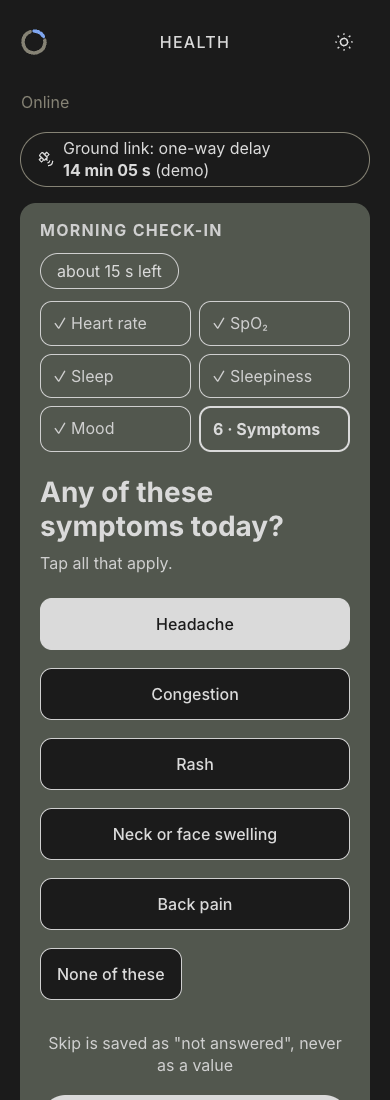 HEALTH
Online
Ground link: one-way delay
14 min 05 s (demo)
MORNING CHECK-IN
about 15 s left
✓ Heart rate
✓ SpO₂
✓ Sleep
✓ Sleepiness
✓ Mood
6 · Symptoms
Any of these
symptoms today?
Tap all that apply.
Headache
Congestion
Rash
Neck or face swelling
Back pain
None of these
Skip is saved as "not answered", never
as a value